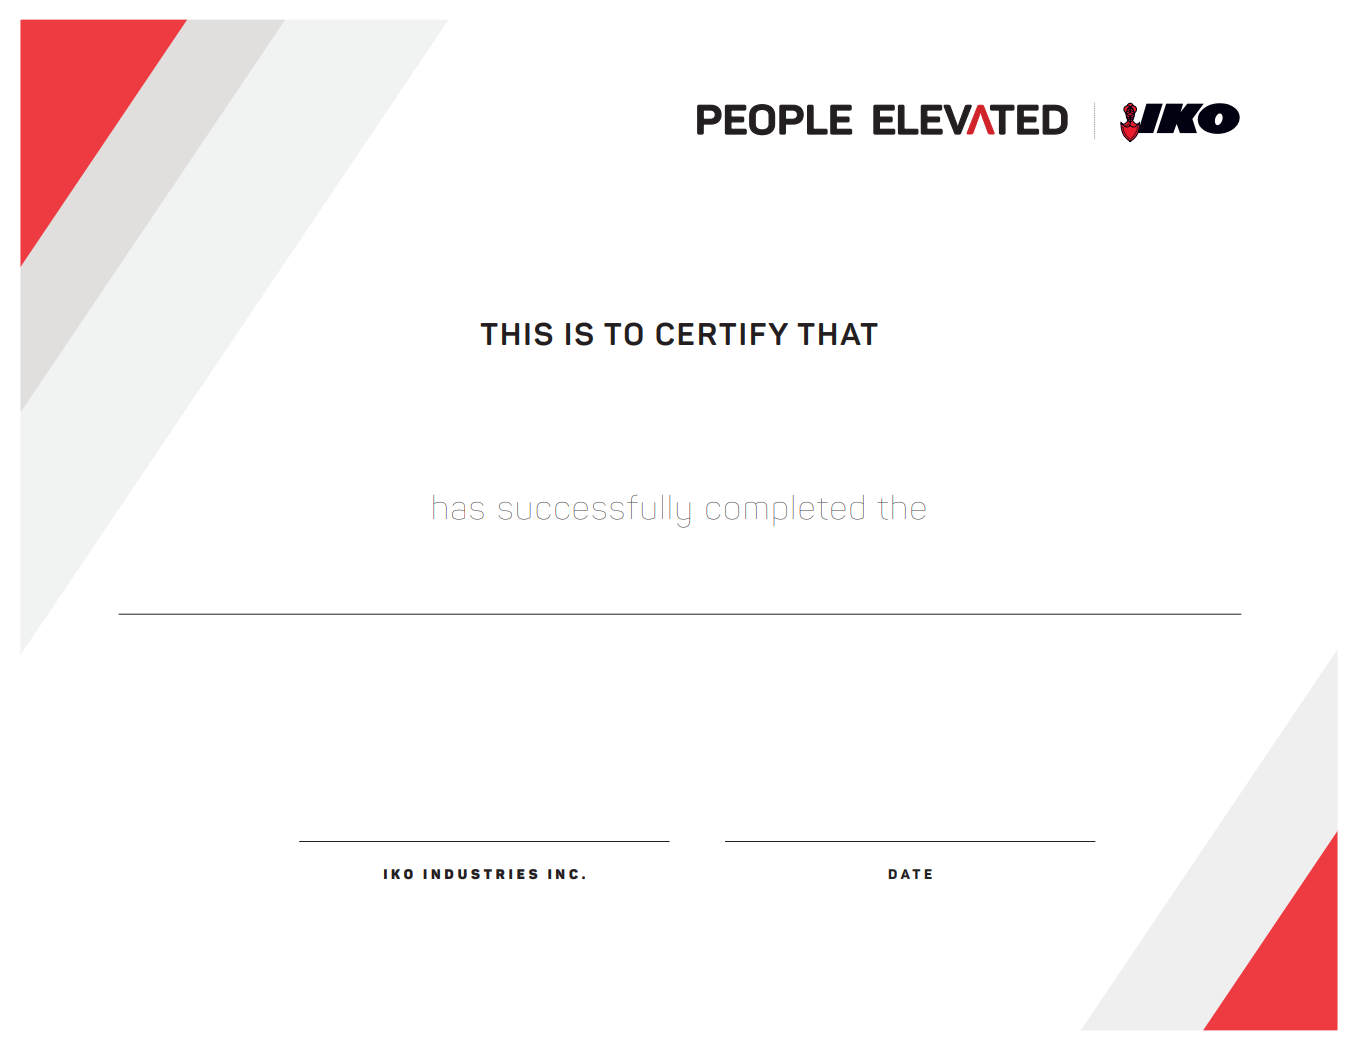 PEOPLE ELEVATED IKO
THIS IS TO CERTIFY THAT
has successfully completed the
IKO INDUSTRIES INC. DATE